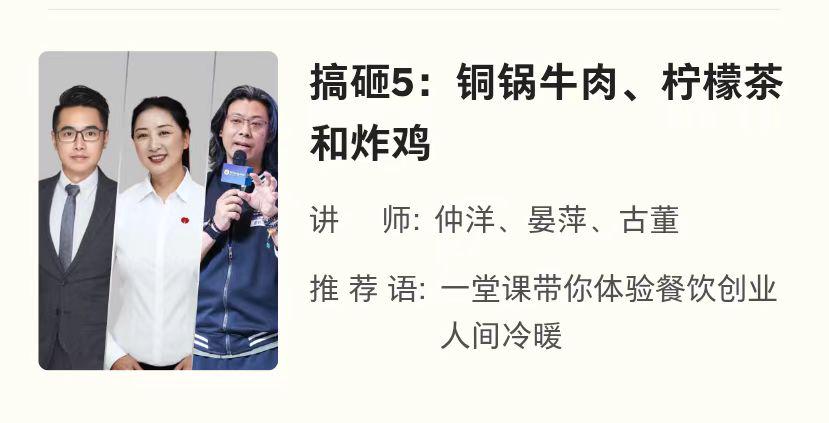 搞砸5：铜锅牛肉、柠檬茶
和炸鸡
讲 师: 仲洋、晏萍、古董
推 荐 语: 一堂课带你体验餐饮创业
人间冷暖